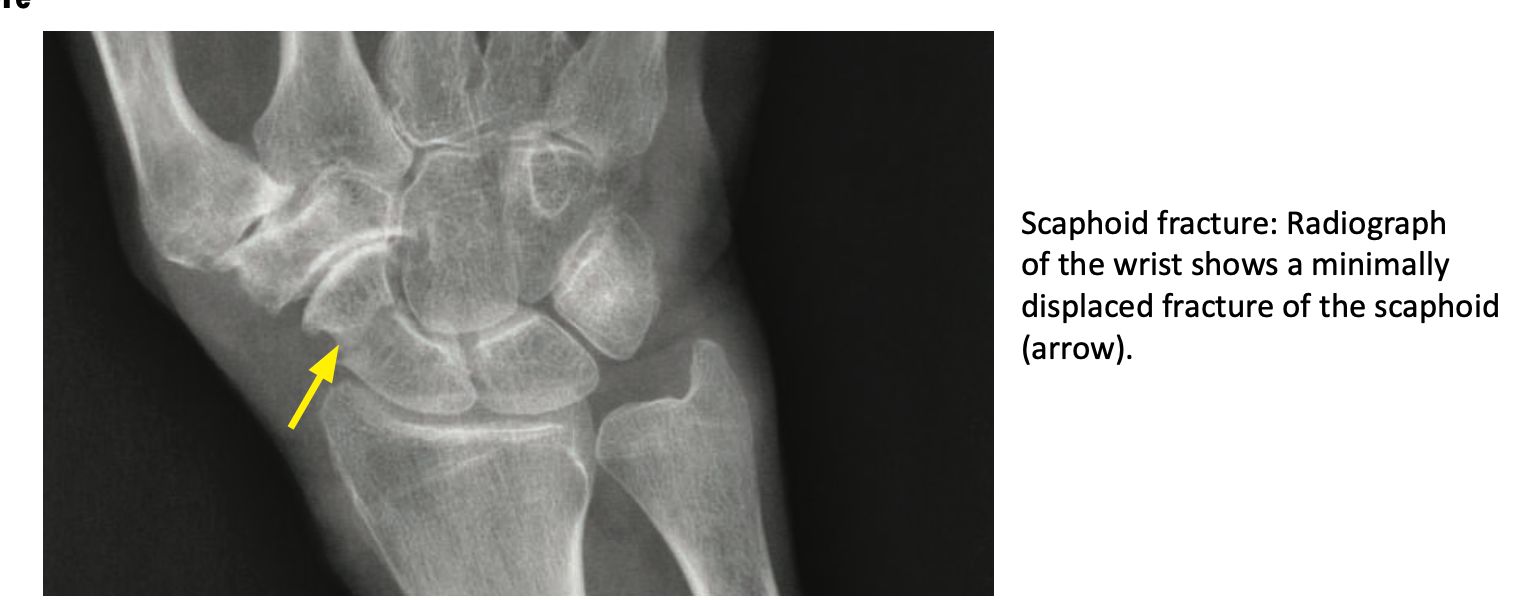 Scaphoid fracture: Radiograph
of the wrist shows a minimally
displaced fracture of the scaphoid
(arrow).